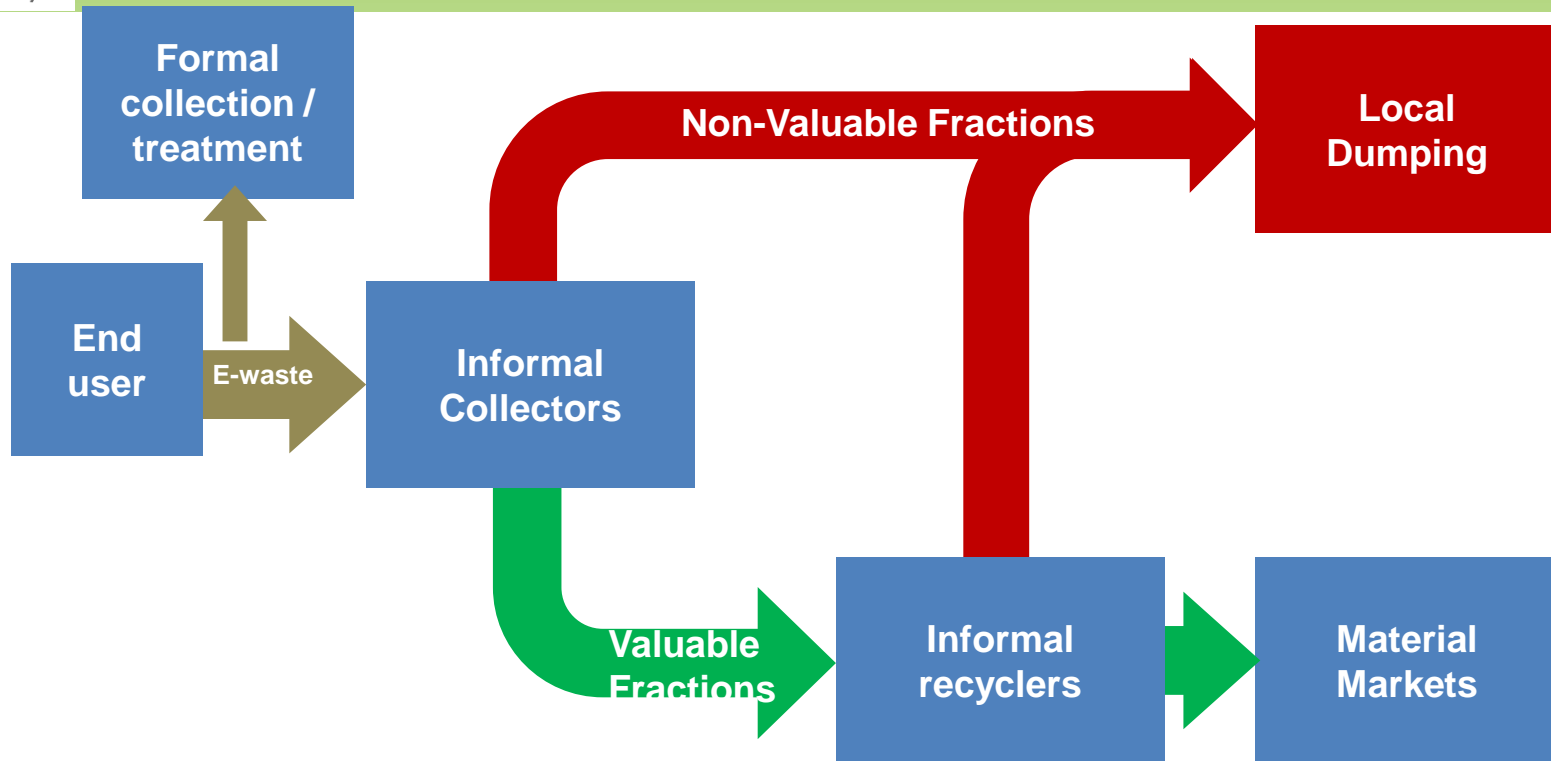 Formal
collection /
treatment
Non-Valuable Fractions
Local
Dumping
End
user
E-waste
Informal
Collectors
Valuable
Fractions
Informal
recyclers
Material
Markets